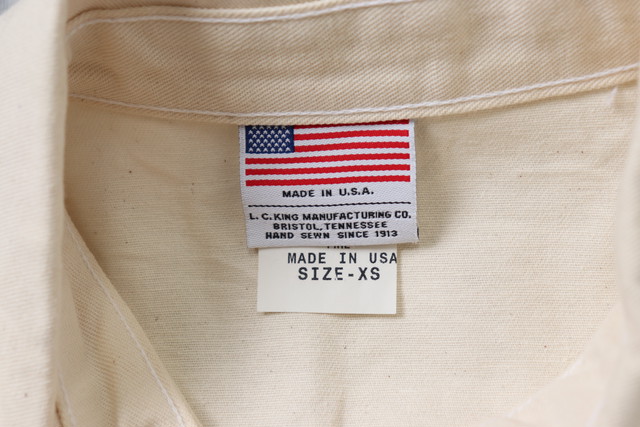 MADE IN U.S.A.
L.C. KING MANUFACTURING CO.
BRISTOL, TENNESSEE
HAND SEWN SINCE 1913
MADE IN USA
SIZE-XS